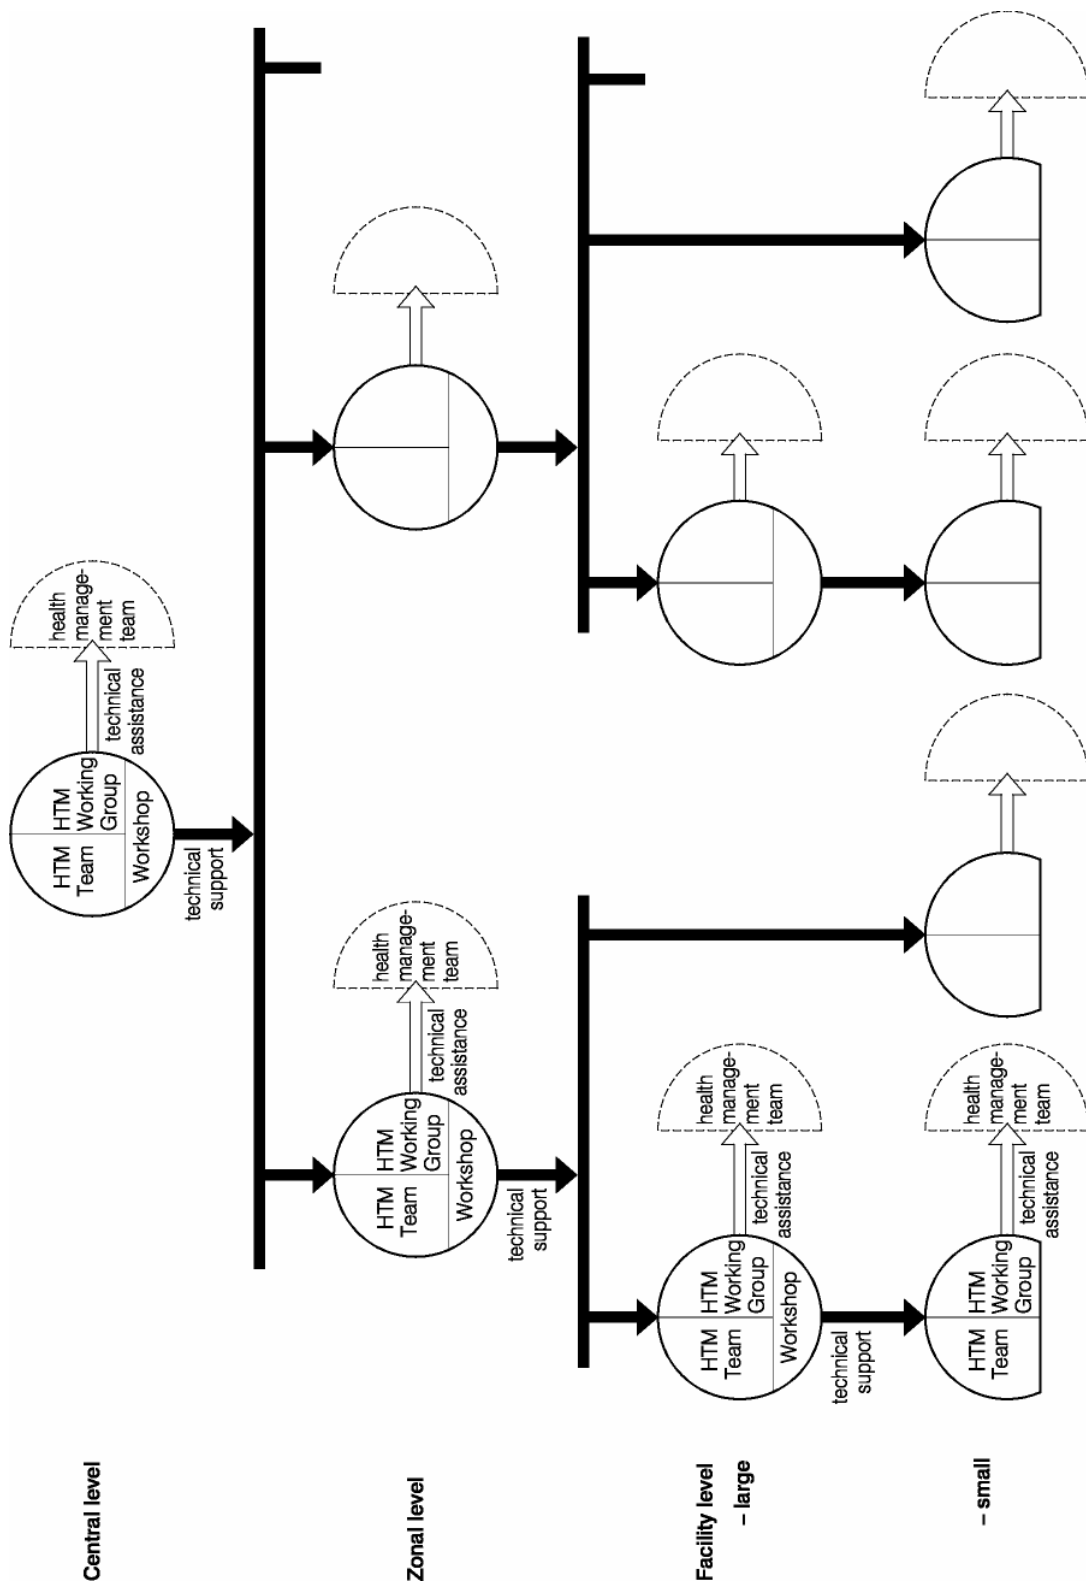 Central level
HTM
Team
HTM
Working
Group
Workshop
technical
assistance
health
manage-
ment
team
technical
support
Zonal level
HTM
Team
HTM
Working
Group
Workshop
technical
assistance
health
manage-
ment
team
technical
support
Facility level
– large
HTM
Team
HTM
Working
Group
Workshop
technical
assistance
health
manage-
ment
team
technical
support
– small
HTM
Team
HTM
Working
Group
technical
assistance
health
manage-
ment
team